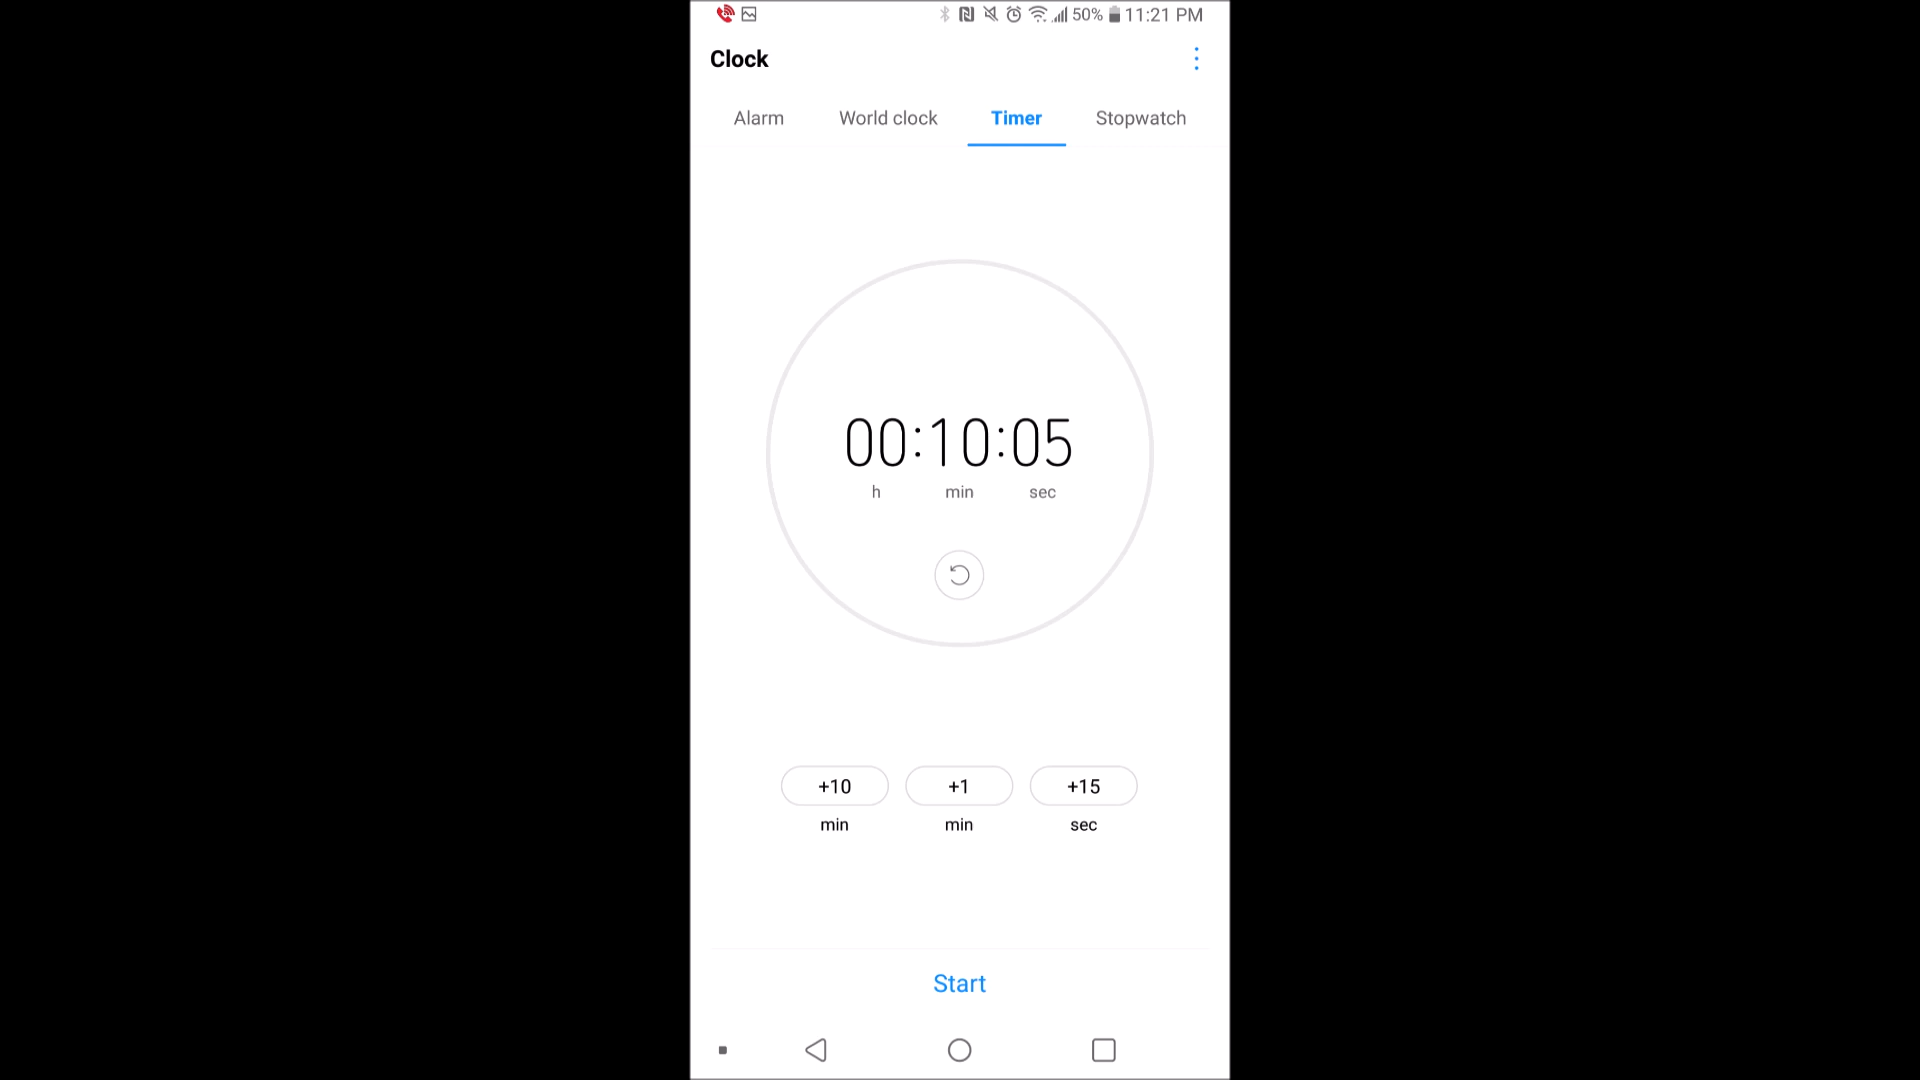 50% 11:21 PM
Clock
Alarm World clock Timer Stopwatch
00:10:05
h min sec
+10 +1 +15
min min sec
Start